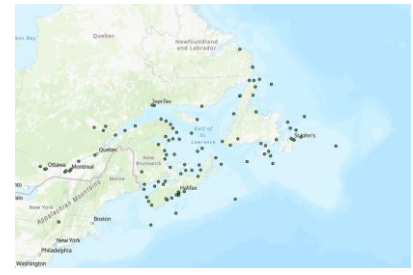 Newfoundland
and Labrador
Quebec
Sept-Îles
Gulf of
St.
Lawrence
St. John's
Quebec
Ottawa
Montreal
New
Brunswick
Maine
Halifax
Appalachian Mountains
New York
Boston
New York
Philadelphia
Washington